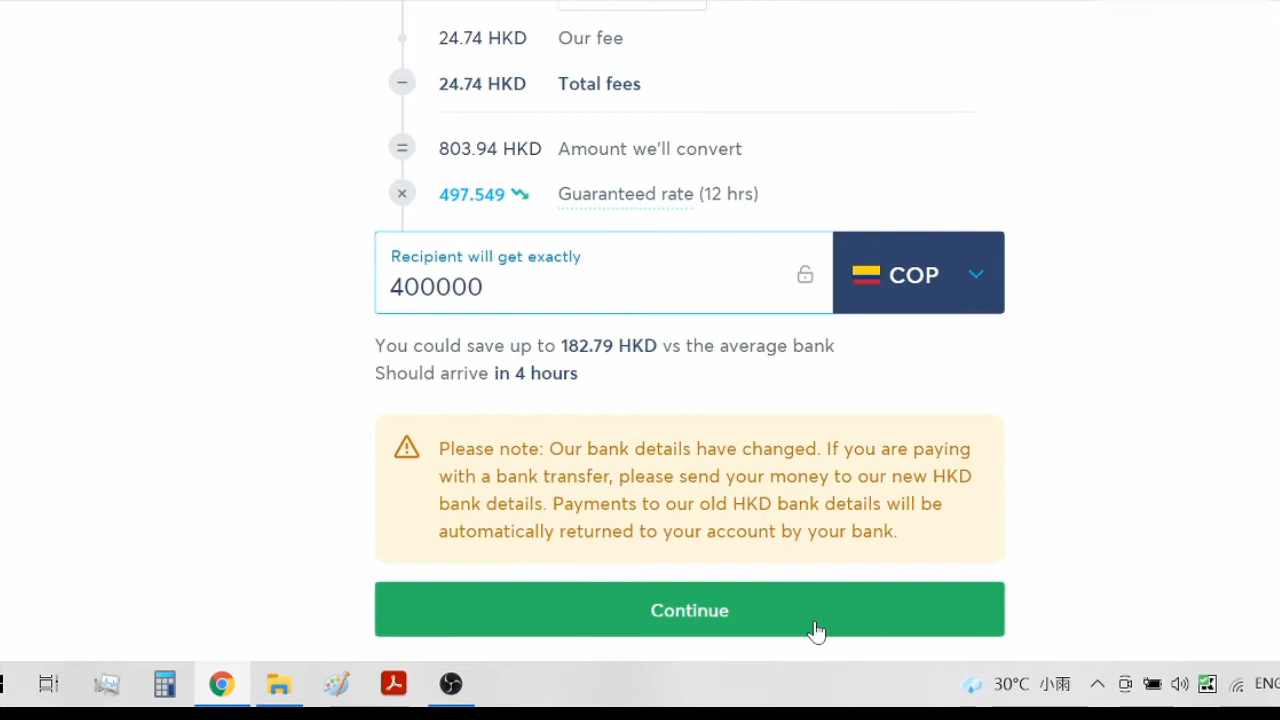 24.74 HKD Our fee
24.74 HKD Total fees
803.94 HKD Amount we'll convert
497.549 Guaranteed rate (12 hrs)
Recipient will get exactly
400000
COP
You could save up to 182.79 HKD vs the average bank
Should arrive in 4 hours
Please note: Our bank details have changed. If you are paying
with a bank transfer, please send your money to our new HKD
bank details. Payments to our old HKD bank details will be
automatically returned to your account by your bank.
Continue
30°C 小雨 ENG